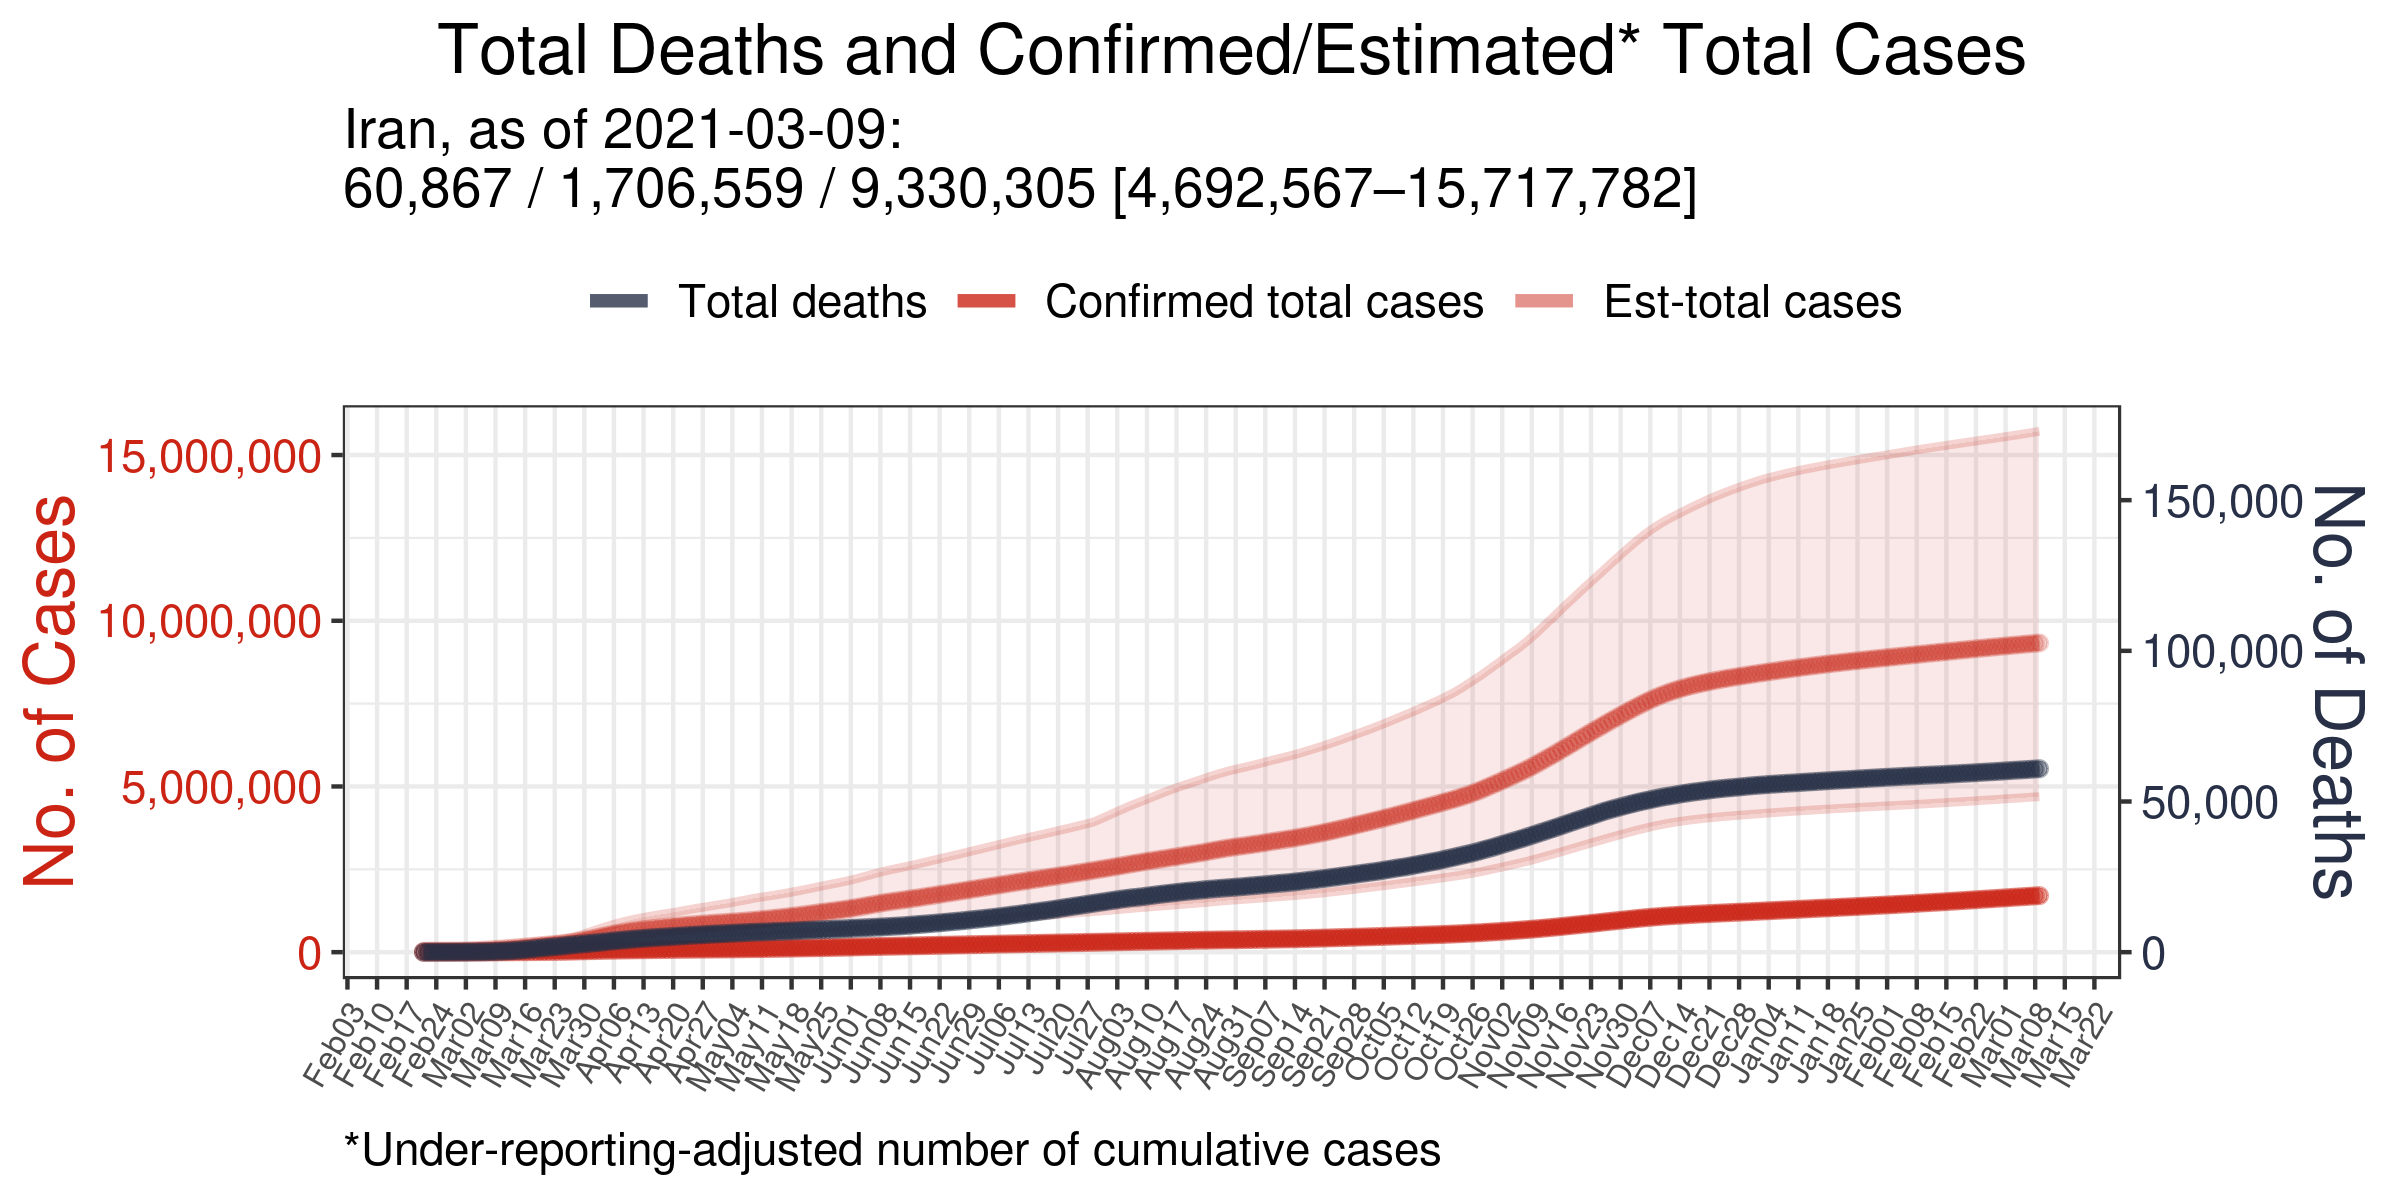 Total Deaths and Confirmed/Estimated* Total Cases
Iran, as of 2021-03-09:
60,867 / 1,706,559 / 9,330,305 [4,692,567–15,717,782]
Total deaths
Confirmed total cases
Est-total cases
No. of Cases
15,000,000
10,000,000
5,000,000
0
150,000
100,000
50,000
0
No. of Deaths
Feb03
Feb10
Feb17
Feb24
Mar02
Mar09
Mar16
Mar23
Mar30
Apr06
Apr13
Apr20
Apr27
May04
May11
May18
May25
Jun01
Jun08
Jun15
Jun22
Jun29
Jul06
Jul13
Jul20
Jul27
Aug03
Aug10
Aug17
Aug24
Aug31
Sep07
Sep14
Sep21
Sep28
Oct05
Oct12
Oct19
Oct26
Nov02
Nov09
Nov16
Nov23
Nov30
Dec07
Dec14
Dec21
Dec28
Jan04
Jan11
Jan18
Jan25
Feb01
Feb08
Feb15
Feb22
Mar01
Mar08
Mar15
Mar22
*Under-reporting-adjusted number of cumulative cases